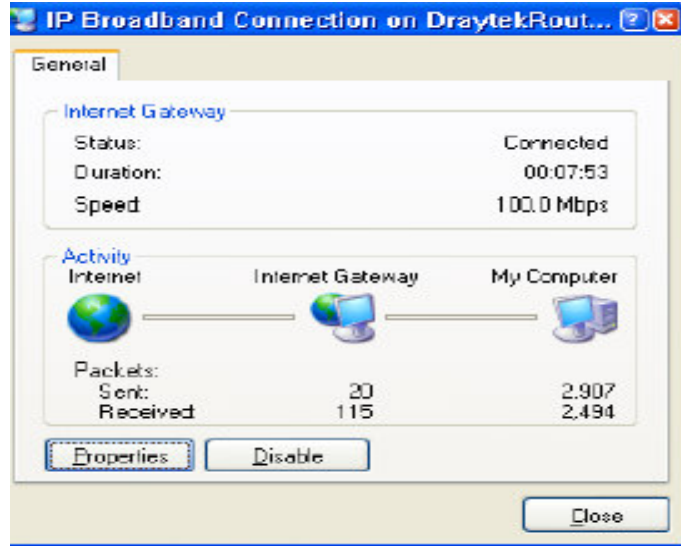 IP Broadband Connection on DraytekRout...
General
Internet Gateway
Status: Connected
Duration: 00:07:53
Speed: 100.0 Mbps
Activity
Internet Internet Gateway My Computer
Packets:
Sent: 20 2,907
Received: 115 2,494
Properties Disable
Close